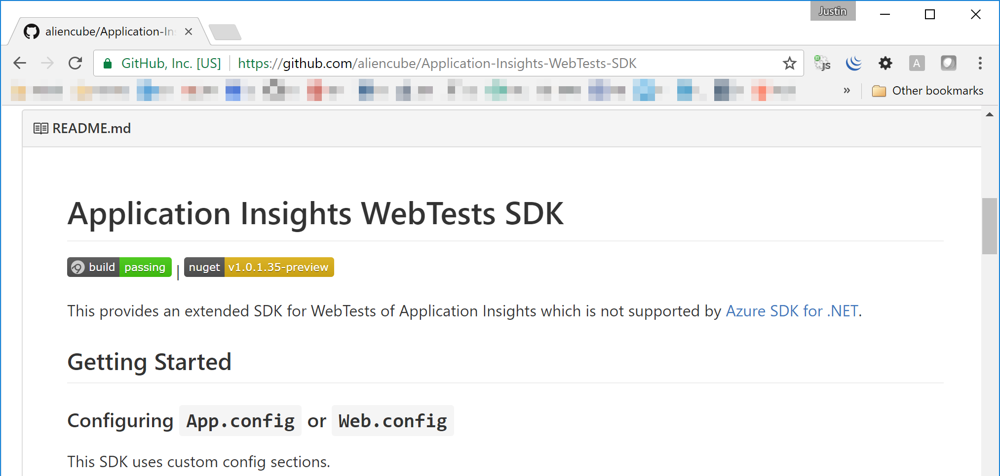 Justin
aliencube/Application-In
GitHub, Inc. [US] https://github.com/aliencube/Application-Insights-WebTests-SDK
JS
A
» Other bookmarks
README.md
Application Insights WebTests SDK
build passing | nuget v1.0.1.35-preview
This provides an extended SDK for WebTests of Application Insights which is not supported by Azure SDK for .NET.
Getting Started
Configuring App.config or Web.config
This SDK uses custom config sections.